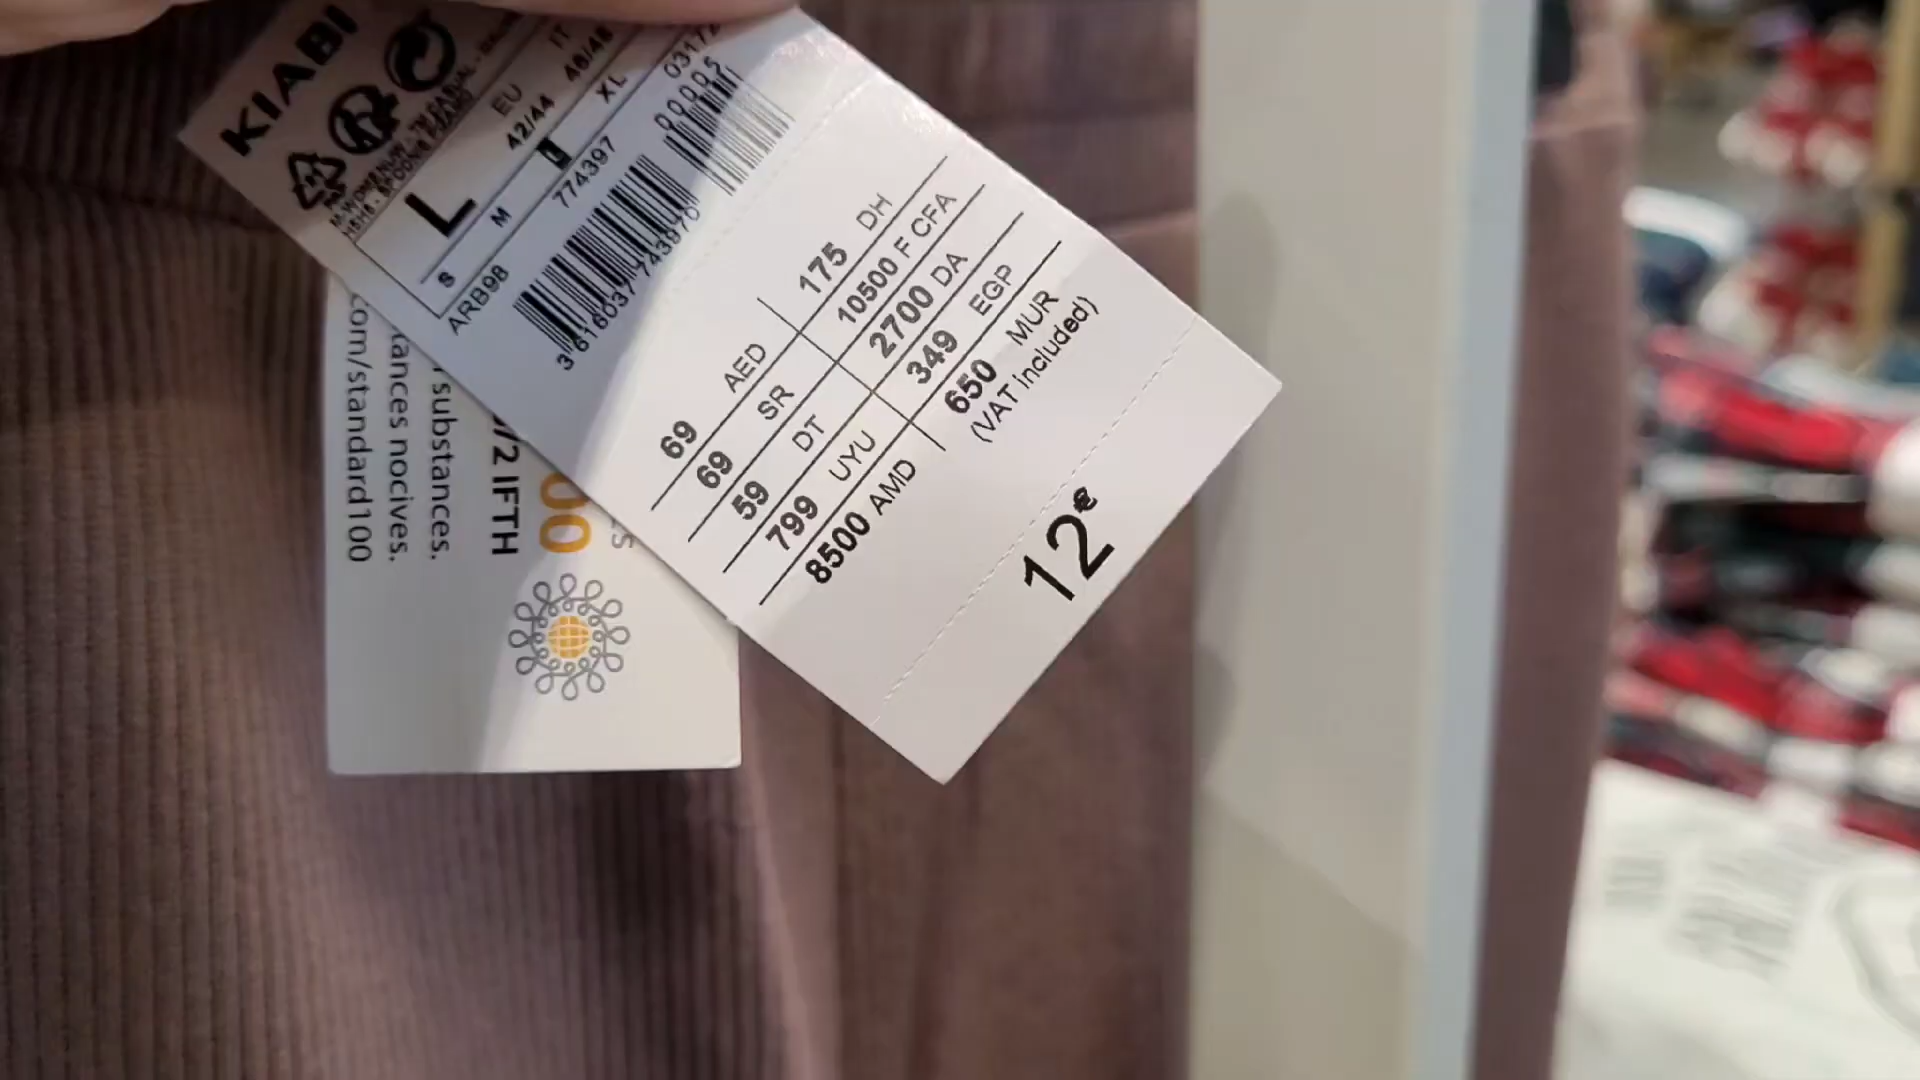 KIABI
EU
IT
L
42/44
46/48
S
M
L
XL
ARB98
774397
0317
00005
3 616037 743970
69 AED
175 DH
69 SR
10500 F CFA
59 DT
2700 DA
799 UYU
349 EGP
8500 AMD
650 MUR
(VAT included)
12€
00
/2 IFTH
substances.
tances nocives.
com/standard100